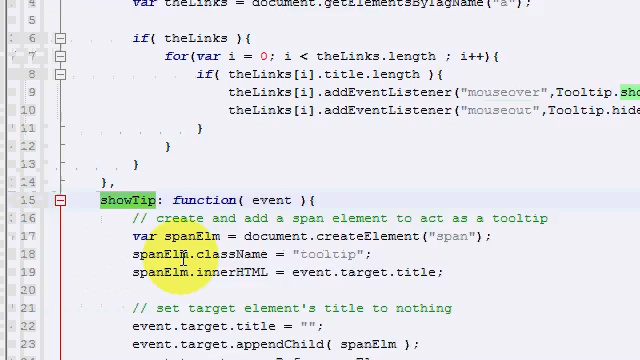 var theLinks = document.getElementsByTagName("a");
6 if( theLinks ){
7 for(var i = 0; i < theLinks.length ; i++){
8 if( theLinks[i].title.length ) {
9 theLinks[i].addEventListener("mouseover",Tooltip.sho
10 theLinks[i].addEventListener("mouseout",Tooltip.hide
11 }
12 }
13 }
14 },
15 showTip: function( event ){
16 // create and add a span element to act as a tooltip
17 var spanElm = document.createElement("span");
18 spanElm.className = "tooltip";
19 spanElm.innerHTML = event.target.title;
20
21 // set target element's title to nothing
22 event.target.title = "";
23 event.target.appendChild( spanElm );